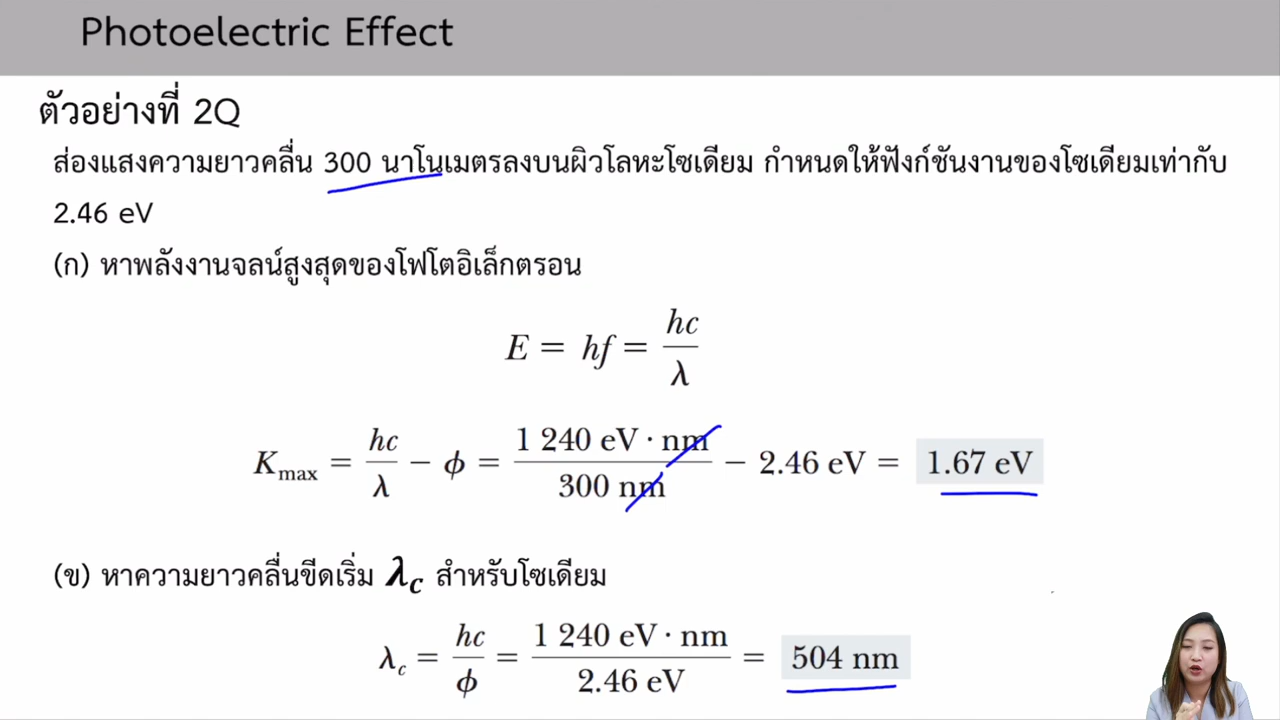 Photoelectric Effect
ตัวอย่างที่ 2Q
ส่องแสงความยาวคลื่น 300 นาโนเมตรลงบนผิวโลหะโซเดียม กำหนดให้ฟังก์ชันงานของโซเดียมเท่ากับ
2.46 eV
(ก) หาพลังงานจลน์สูงสุดของโฟโตอิเล็กตรอน
E = hf = hc/λ
Kmax = hc/λ − ϕ = 1 240 eV · nm/300 nm − 2.46 eV = 1.67 eV
(ข) หาความยาวคลื่นขีดเริ่ม λc สำหรับโซเดียม
λc = hc/ϕ = 1 240 eV · nm/2.46 eV = 504 nm